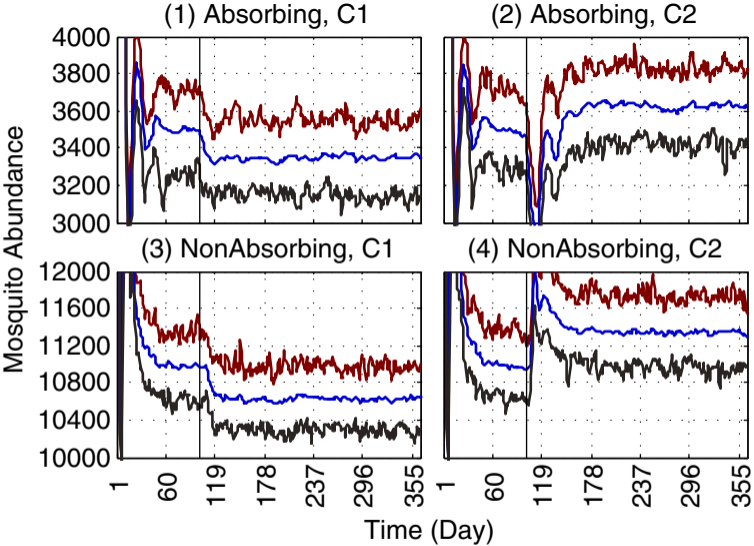 (1) Absorbing, C1
(2) Absorbing, C2
4000
3800
3600
3400
3200
3000
Mosquito Abundance
(3) NonAbsorbing, C1
(4) NonAbsorbing, C2
12000
11600
11200
10800
10400
10000
1 60 119 178 237 296 355
1 60 119 178 237 296 355
Time (Day)